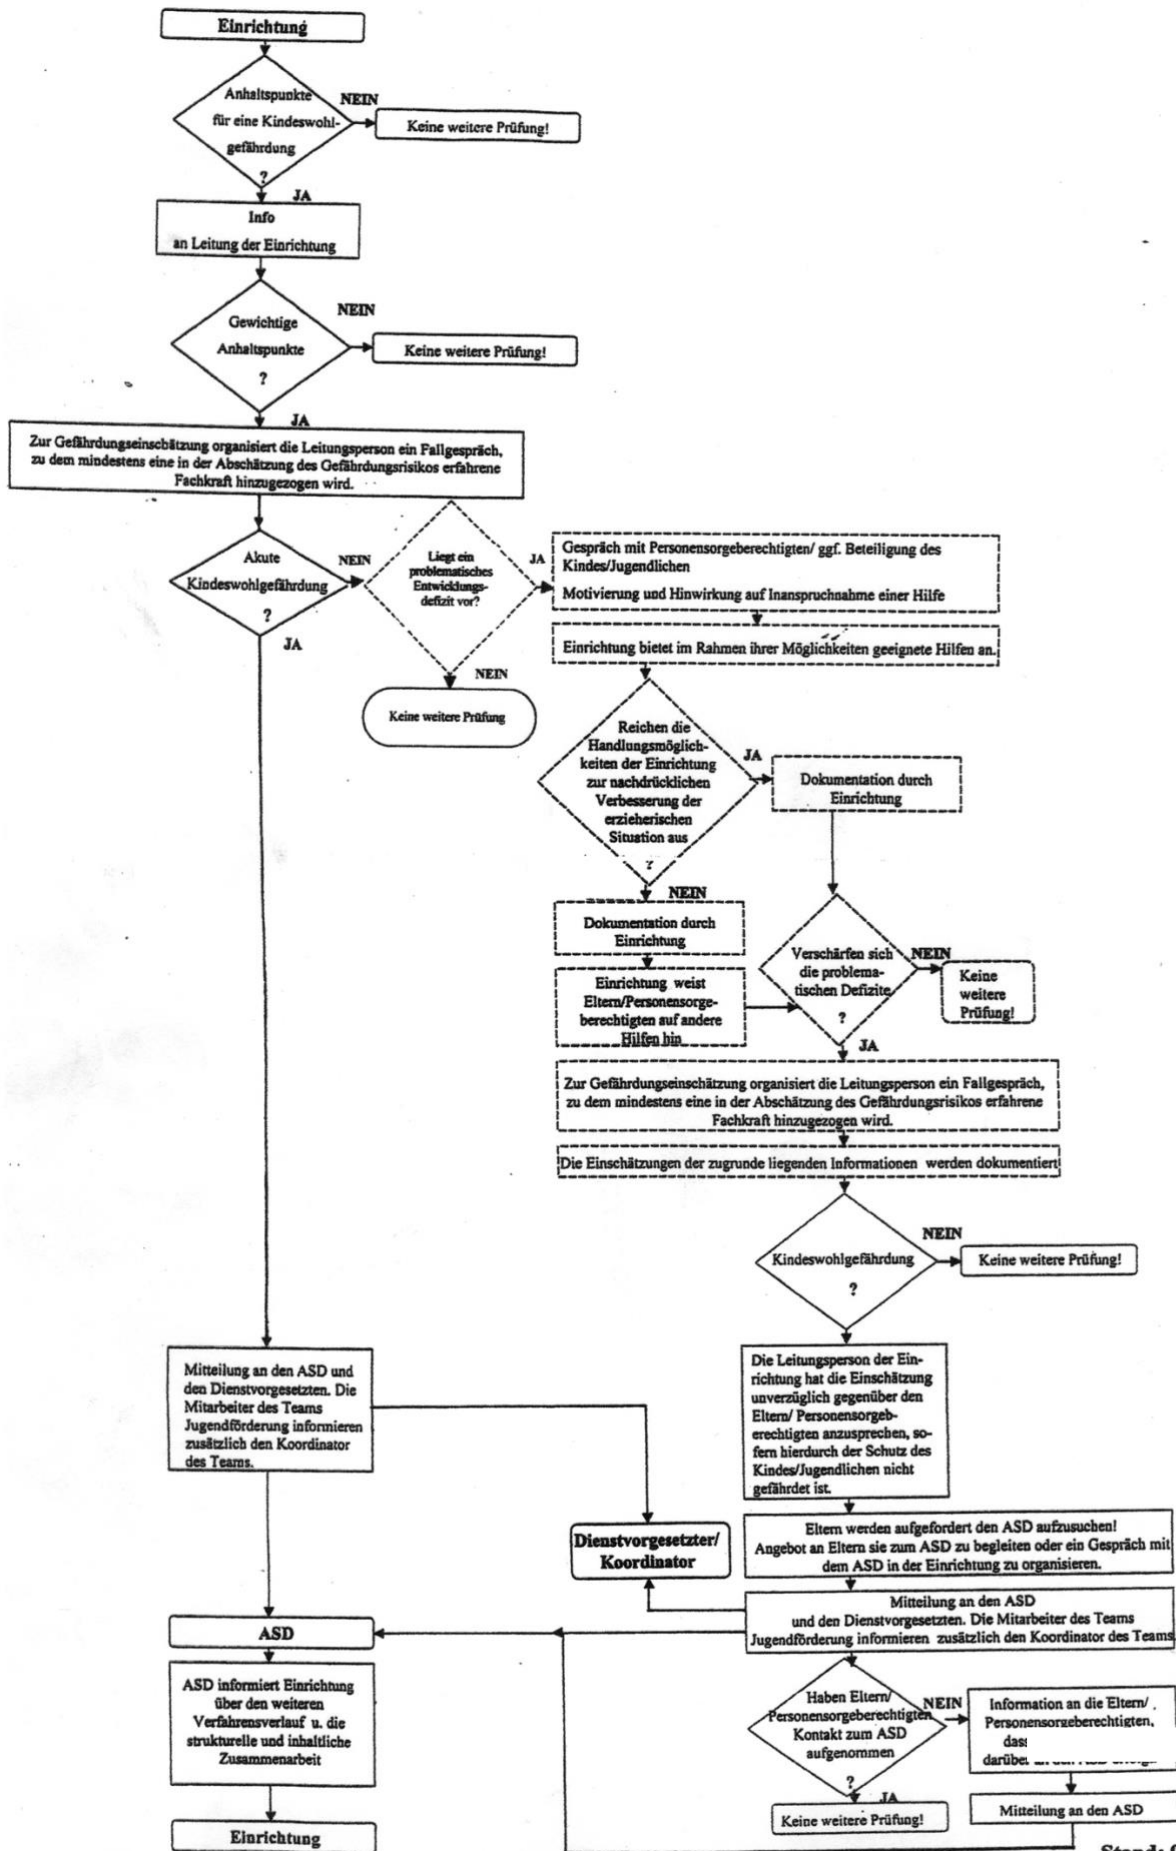 Einrichtung
Anhaltspunkte
für eine Kindeswohl-
gefährdung
?
NEIN
Keine weitere Prüfung!
JA
Info
an Leitung der Einrichtung
Gewichtige
Anhaltspunkte
?
NEIN
Keine weitere Prüfung!
JA
Zur Gefährdungseinschätzung organisiert die Leitungsperson ein Fallgespräch,
zu dem mindestens eine in der Abschätzung des Gefährdungsrisikos erfahrene
Fachkraft hinzugezogen wird.
Akute
Kindeswohlgefährdung
?
NEIN
JA
Liegt ein
problematisches
Entwicklungs-
defizit vor?
JA
NEIN
Keine weitere Prüfung
Gespräch mit Personensorgeberechtigten/ ggf. Beteiligung des
Kindes/Jugendlichen
Motivierung und Hinwirkung auf Inanspruchnahme einer Hilfe
Einrichtung bietet im Rahmen ihrer Möglichkeiten geeignete Hilfen an.
Reichen die
Handlungsmöglich-
keiten der Einrichtung
zur nachdrücklichen
Verbesserung der
erzieherischen
Situation aus
?
JA
Dokumentation durch
Einrichtung
NEIN
Dokumentation durch
Einrichtung
Einrichtung weist
Eltern/Personensorge-
berechtigten auf andere
Hilfen hin
Verschärfen sich
die problema-
tischen Defizite
?
NEIN
Keine
weitere
Prüfung!
JA
Zur Gefährdungseinschätzung organisiert die Leitungsperson ein Fallgespräch,
zu dem mindestens eine in der Abschätzung des Gefährdungsrisikos erfahrene
Fachkraft hinzugezogen wird.
Die Einschätzungen der zugrunde liegenden Informationen werden dokumentiert
Kindeswohlgefährdung
?
NEIN
Keine weitere Prüfung!
Mitteilung an den ASD und
den Dienstvorgesetzten. Die
Mitarbeiter des Teams
Jugendförderung informieren
zusätzlich den Koordinator
des Teams.
Die Leitungsperson der Ein-
richtung hat die Einschätzung
unverzüglich gegenüber den
Eltern/ Personensorgeb-
erechtigten anzusprechen, so-
fern hierdurch der Schutz des
Kindes/Jugendlichen nicht
gefährdet ist.
Dienstvorgesetzter/
Koordinator
Eltern werden aufgefordert den ASD aufzusuchen!
Angebot an Eltern sie zum ASD zu begleiten oder ein Gespräch mit
dem ASD in der Einrichtung zu organisieren.
Mitteilung an den ASD
und den Dienstvorgesetzten. Die Mitarbeiter des Teams
Jugendförderung informieren zusätzlich den Koordinator des Teams
ASD
ASD informiert Einrichtung
über den weiteren
Verfahrensverlauf u. die
strukturelle und inhaltliche
Zusammenarbeit
Einrichtung
Haben Eltern/
Personensorgeberechtigten
Kontakt zum ASD
aufgenommen
?
NEIN
Information an die Eltern/
Personensorgeberechtigten,
JA
Keine weitere Prüfung!
Mitteilung an den ASD
Stand: